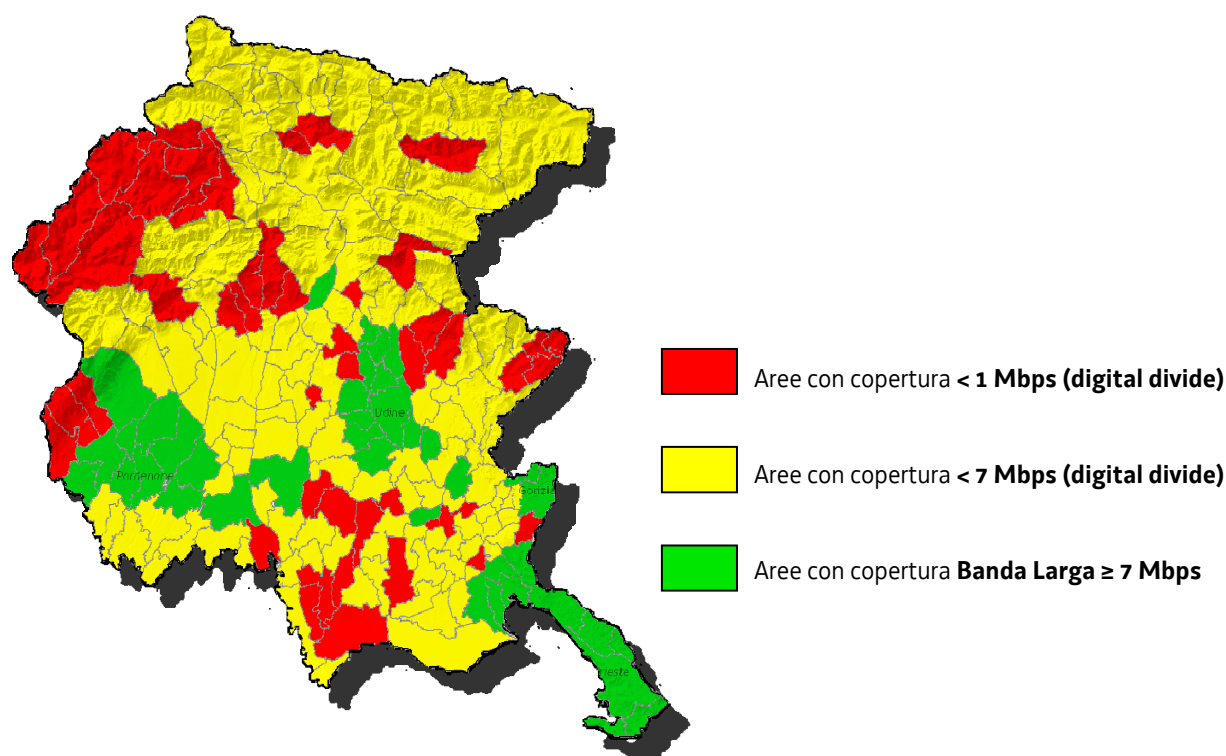 Udine
Pordenone
Gorizia
rieste
Aree con copertura < 1 Mbps (digital divide)
Aree con copertura < 7 Mbps (digital divide)
Aree con copertura Banda Larga ≥ 7 Mbps